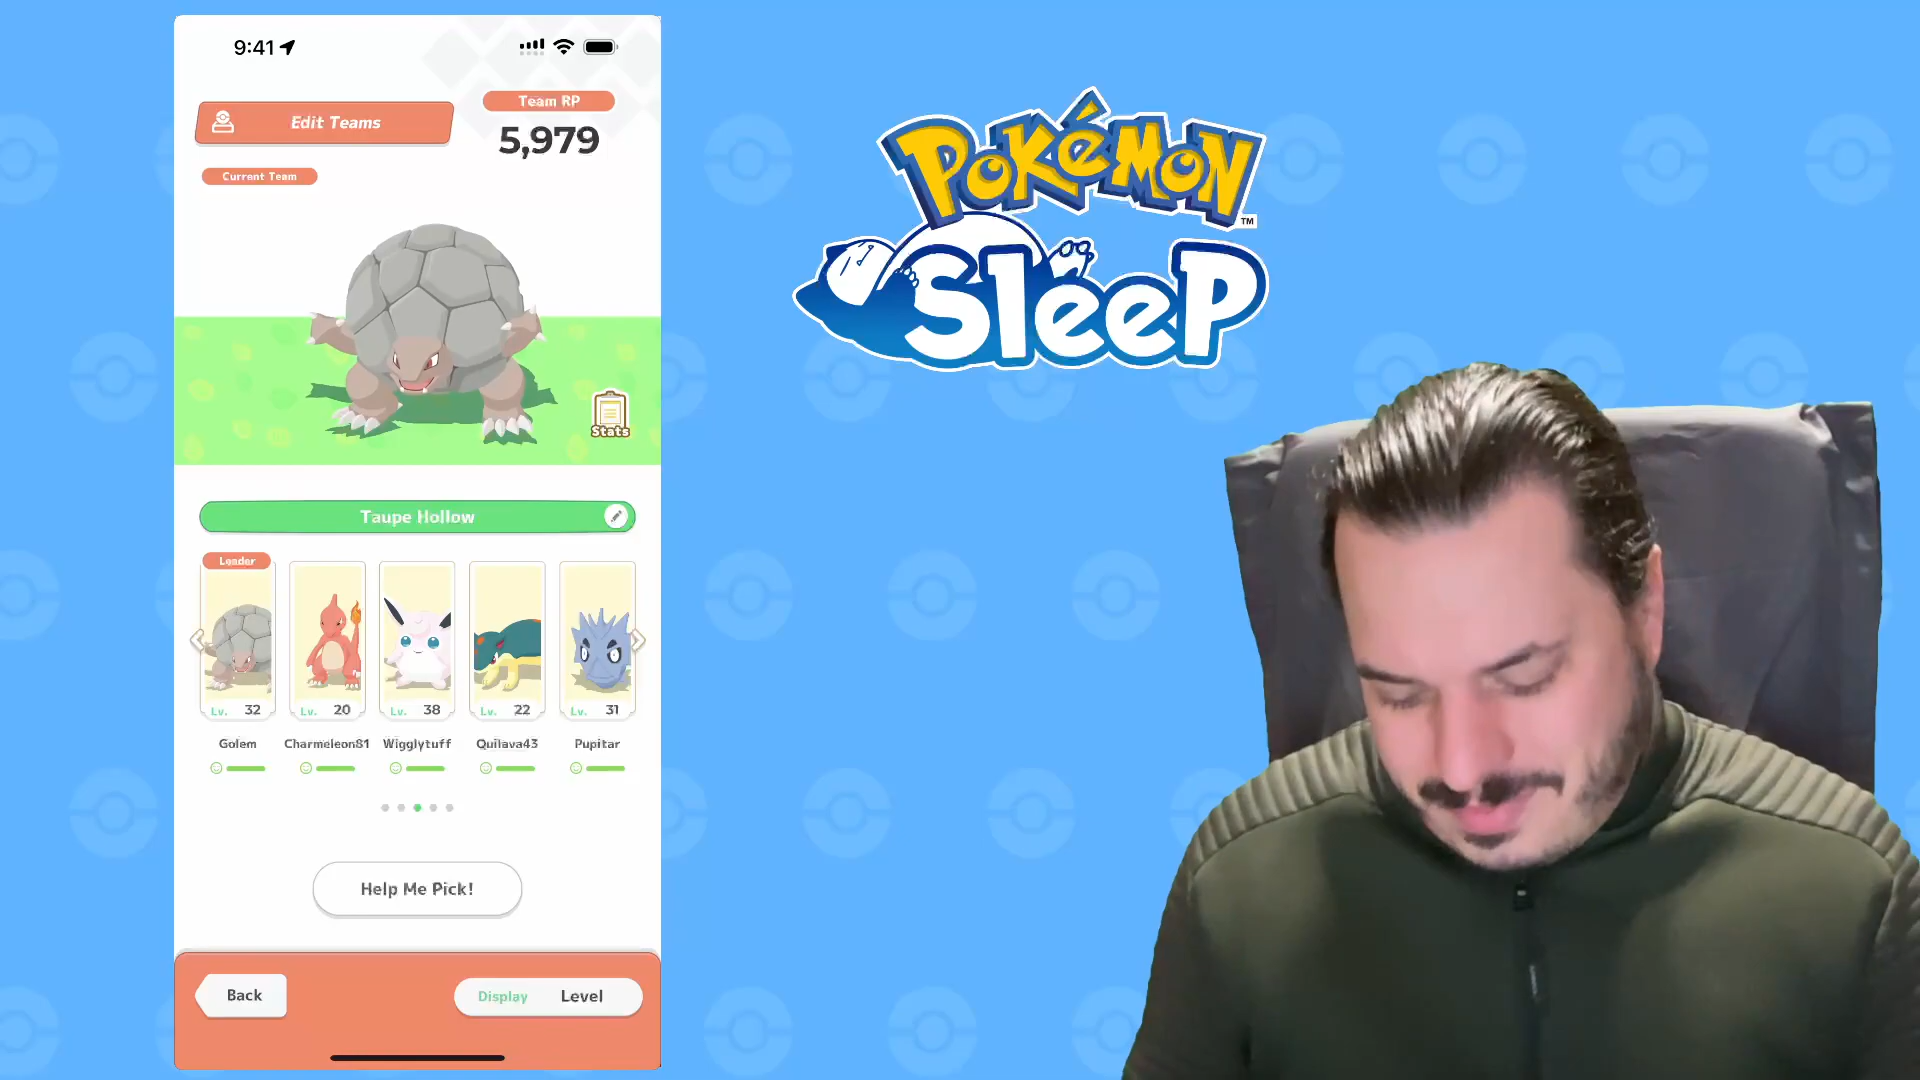 9:41
Edit Teams
Team RP
5,979
Current Team
Stats
Taupe Hollow
Leader
Lv. 32
Lv. 20
Lv. 38
Lv. 22
Lv. 31
Golem
Charmeleon81
Wigglytuff
Quilava43
Pupitar
Help Me Pick!
Back
Display
Level
POKéMON
TM
Sleep